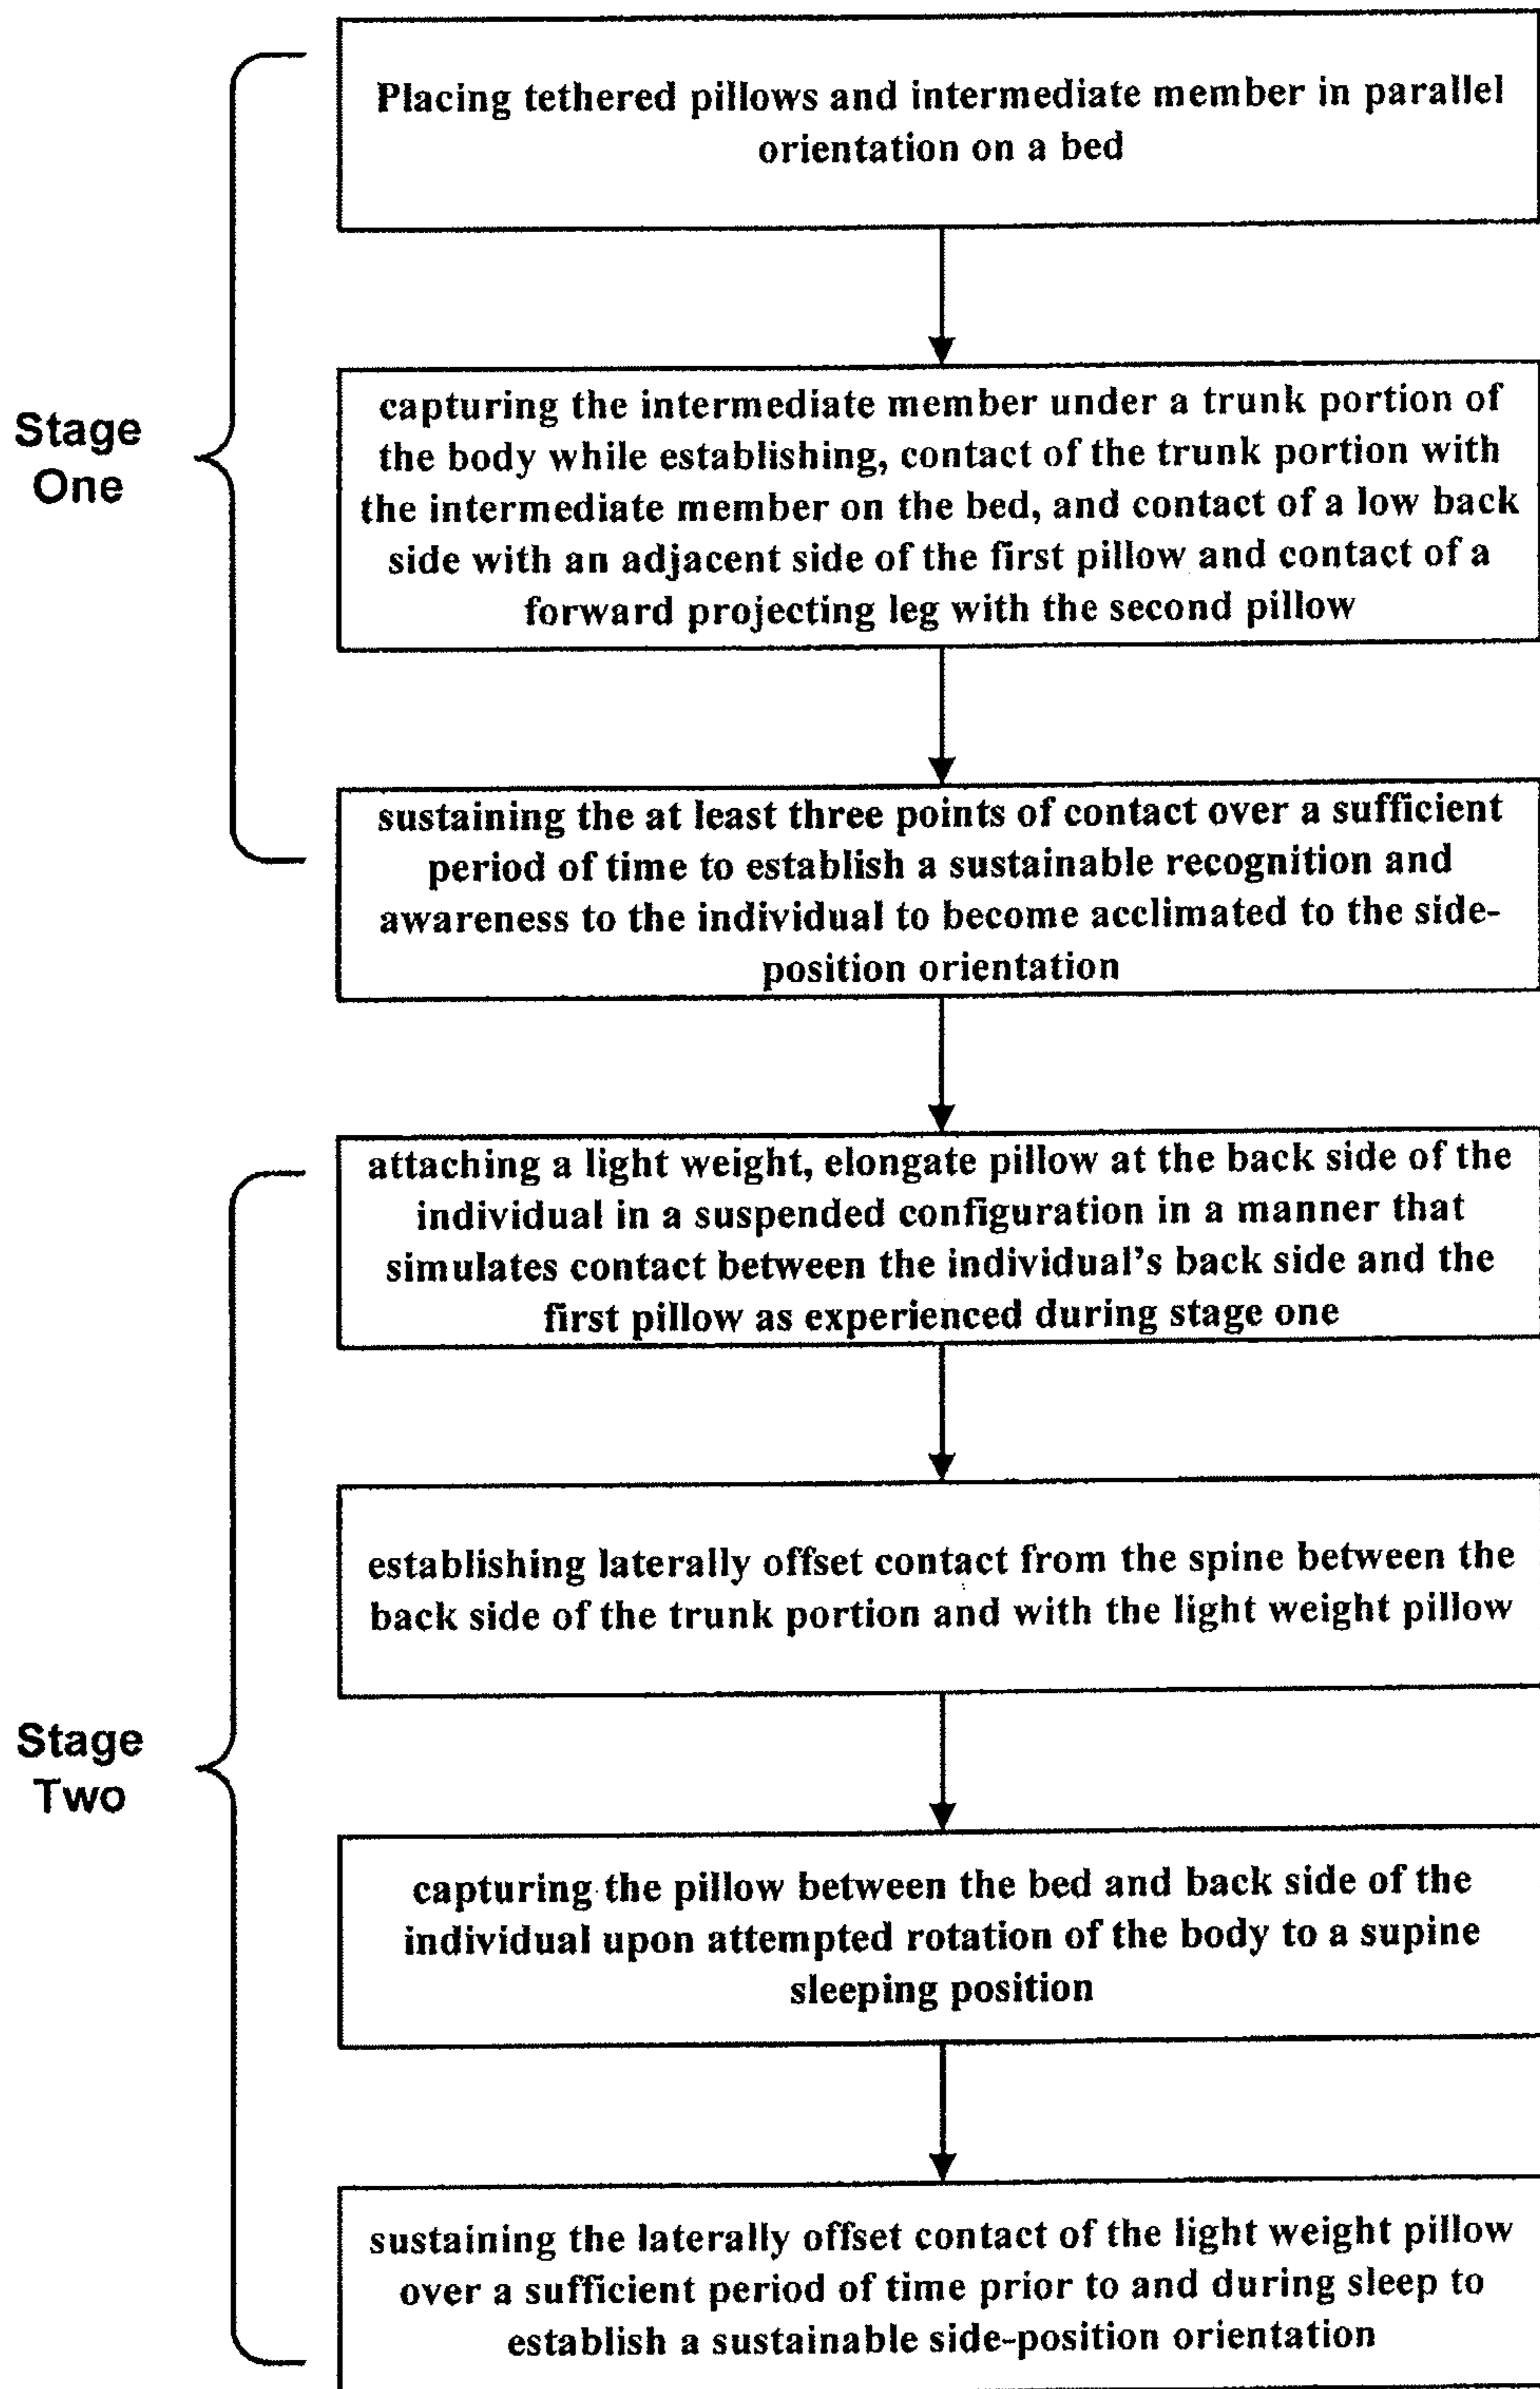 Placing tethered pillows and intermediate member in parallel
orientation on a bed
Stage
One
capturing the intermediate member under a trunk portion of
the body while establishing, contact of the trunk portion with
the intermediate member on the bed, and contact of a low back
side with an adjacent side of the first pillow and contact of a
forward projecting leg with the second pillow
sustaining the at least three points of contact over a sufficient
period of time to establish a sustainable recognition and
awareness to the individual to become acclimated to the side-
position orientation
attaching a light weight, elongate pillow at the back side of the
individual in a suspended configuration in a manner that
simulates contact between the individual's back side and the
first pillow as experienced during stage one
Stage
Two
establishing laterally offset contact from the spine between the
back side of the trunk portion and with the light weight pillow
capturing the pillow between the bed and back side of the
individual upon attempted rotation of the body to a supine
sleeping position
sustaining the laterally offset contact of the light weight pillow
over a sufficient period of time prior to and during sleep to
establish a sustainable side-position orientation